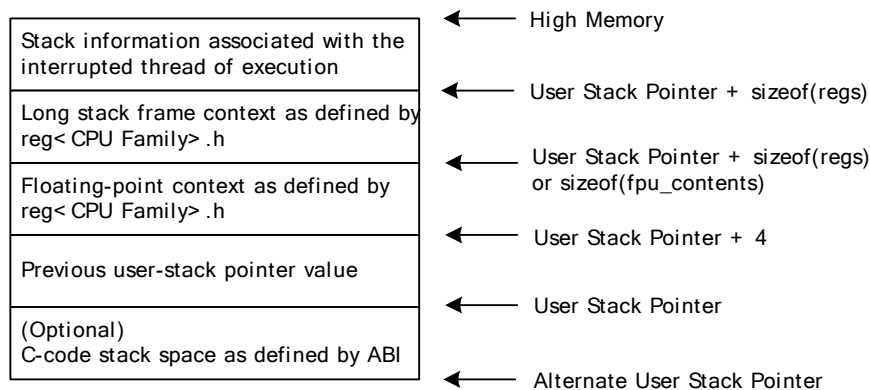 High Memory
Stack information associated with the
interrupted thread of execution
User Stack Pointer + sizeof(regs)
Long stack frame context as defined by
reg< CPU Family> .h
User Stack Pointer + sizeof(regs)
or sizeof(fpu_contents)
Floating-point context as defined by
reg< CPU Family> .h
User Stack Pointer + 4
Previous user-stack pointer value
User Stack Pointer
(Optional)
C-code stack space as defined by ABI
Alternate User Stack Pointer